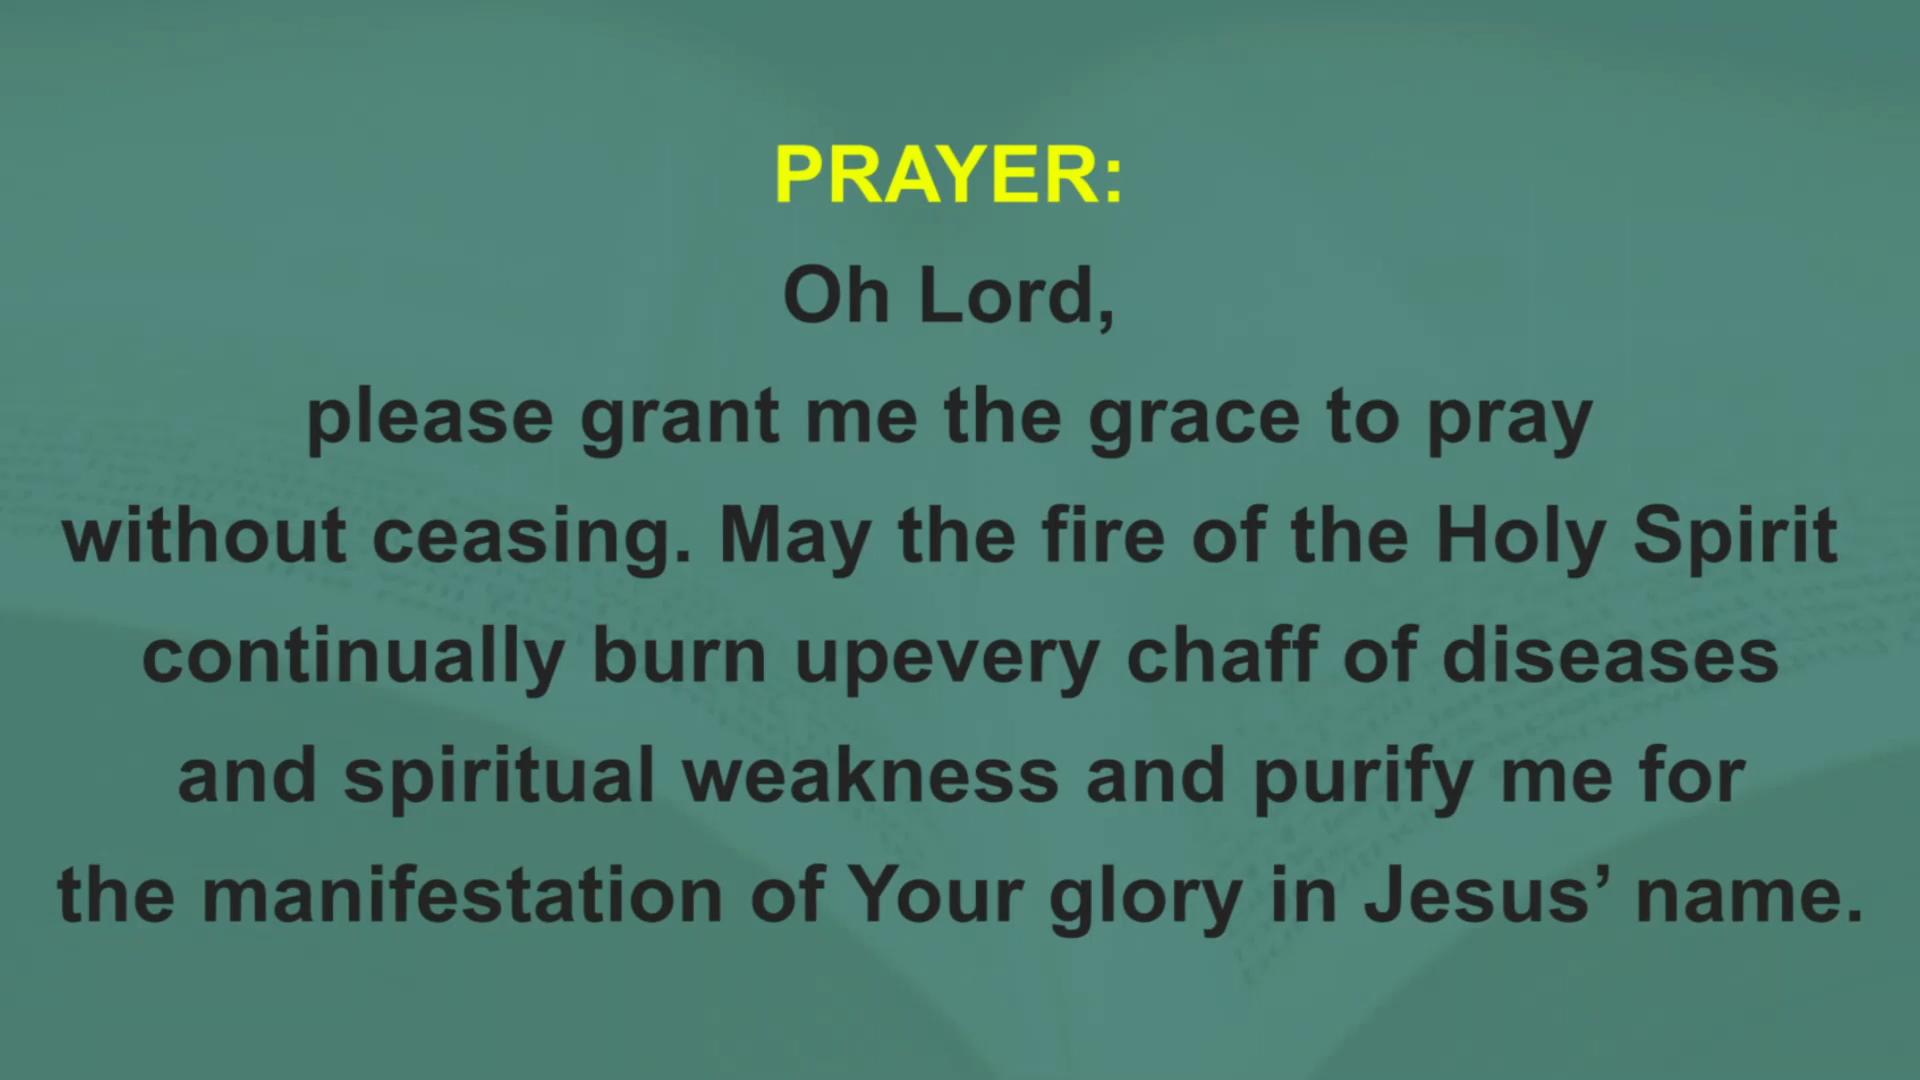 PRAYER:
Oh Lord,
please grant me the grace to pray
without ceasing. May the fire of the Holy Spirit
continually burn upevery chaff of diseases
and spiritual weakness and purify me for
the manifestation of Your glory in Jesus’ name.